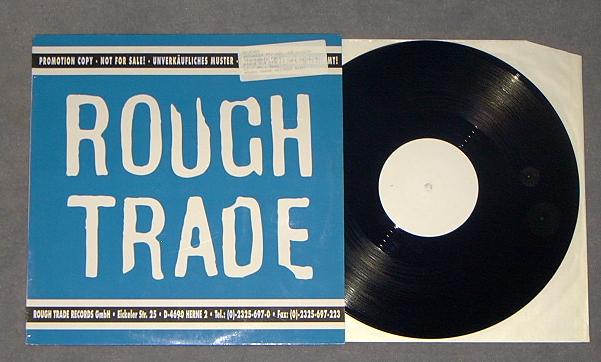 PROMOTION COPY · NOT FOR SALE! · UNVERKÄUFLICHES MUSTER ·
ROUGH
TRADE
ROUGH TRADE RECORDS GmbH • Eickeler Str. 25 • D-4690 HERNE 2 • Tel.: (0)-2325-697-0 • Fax: (0)-2325-697-223